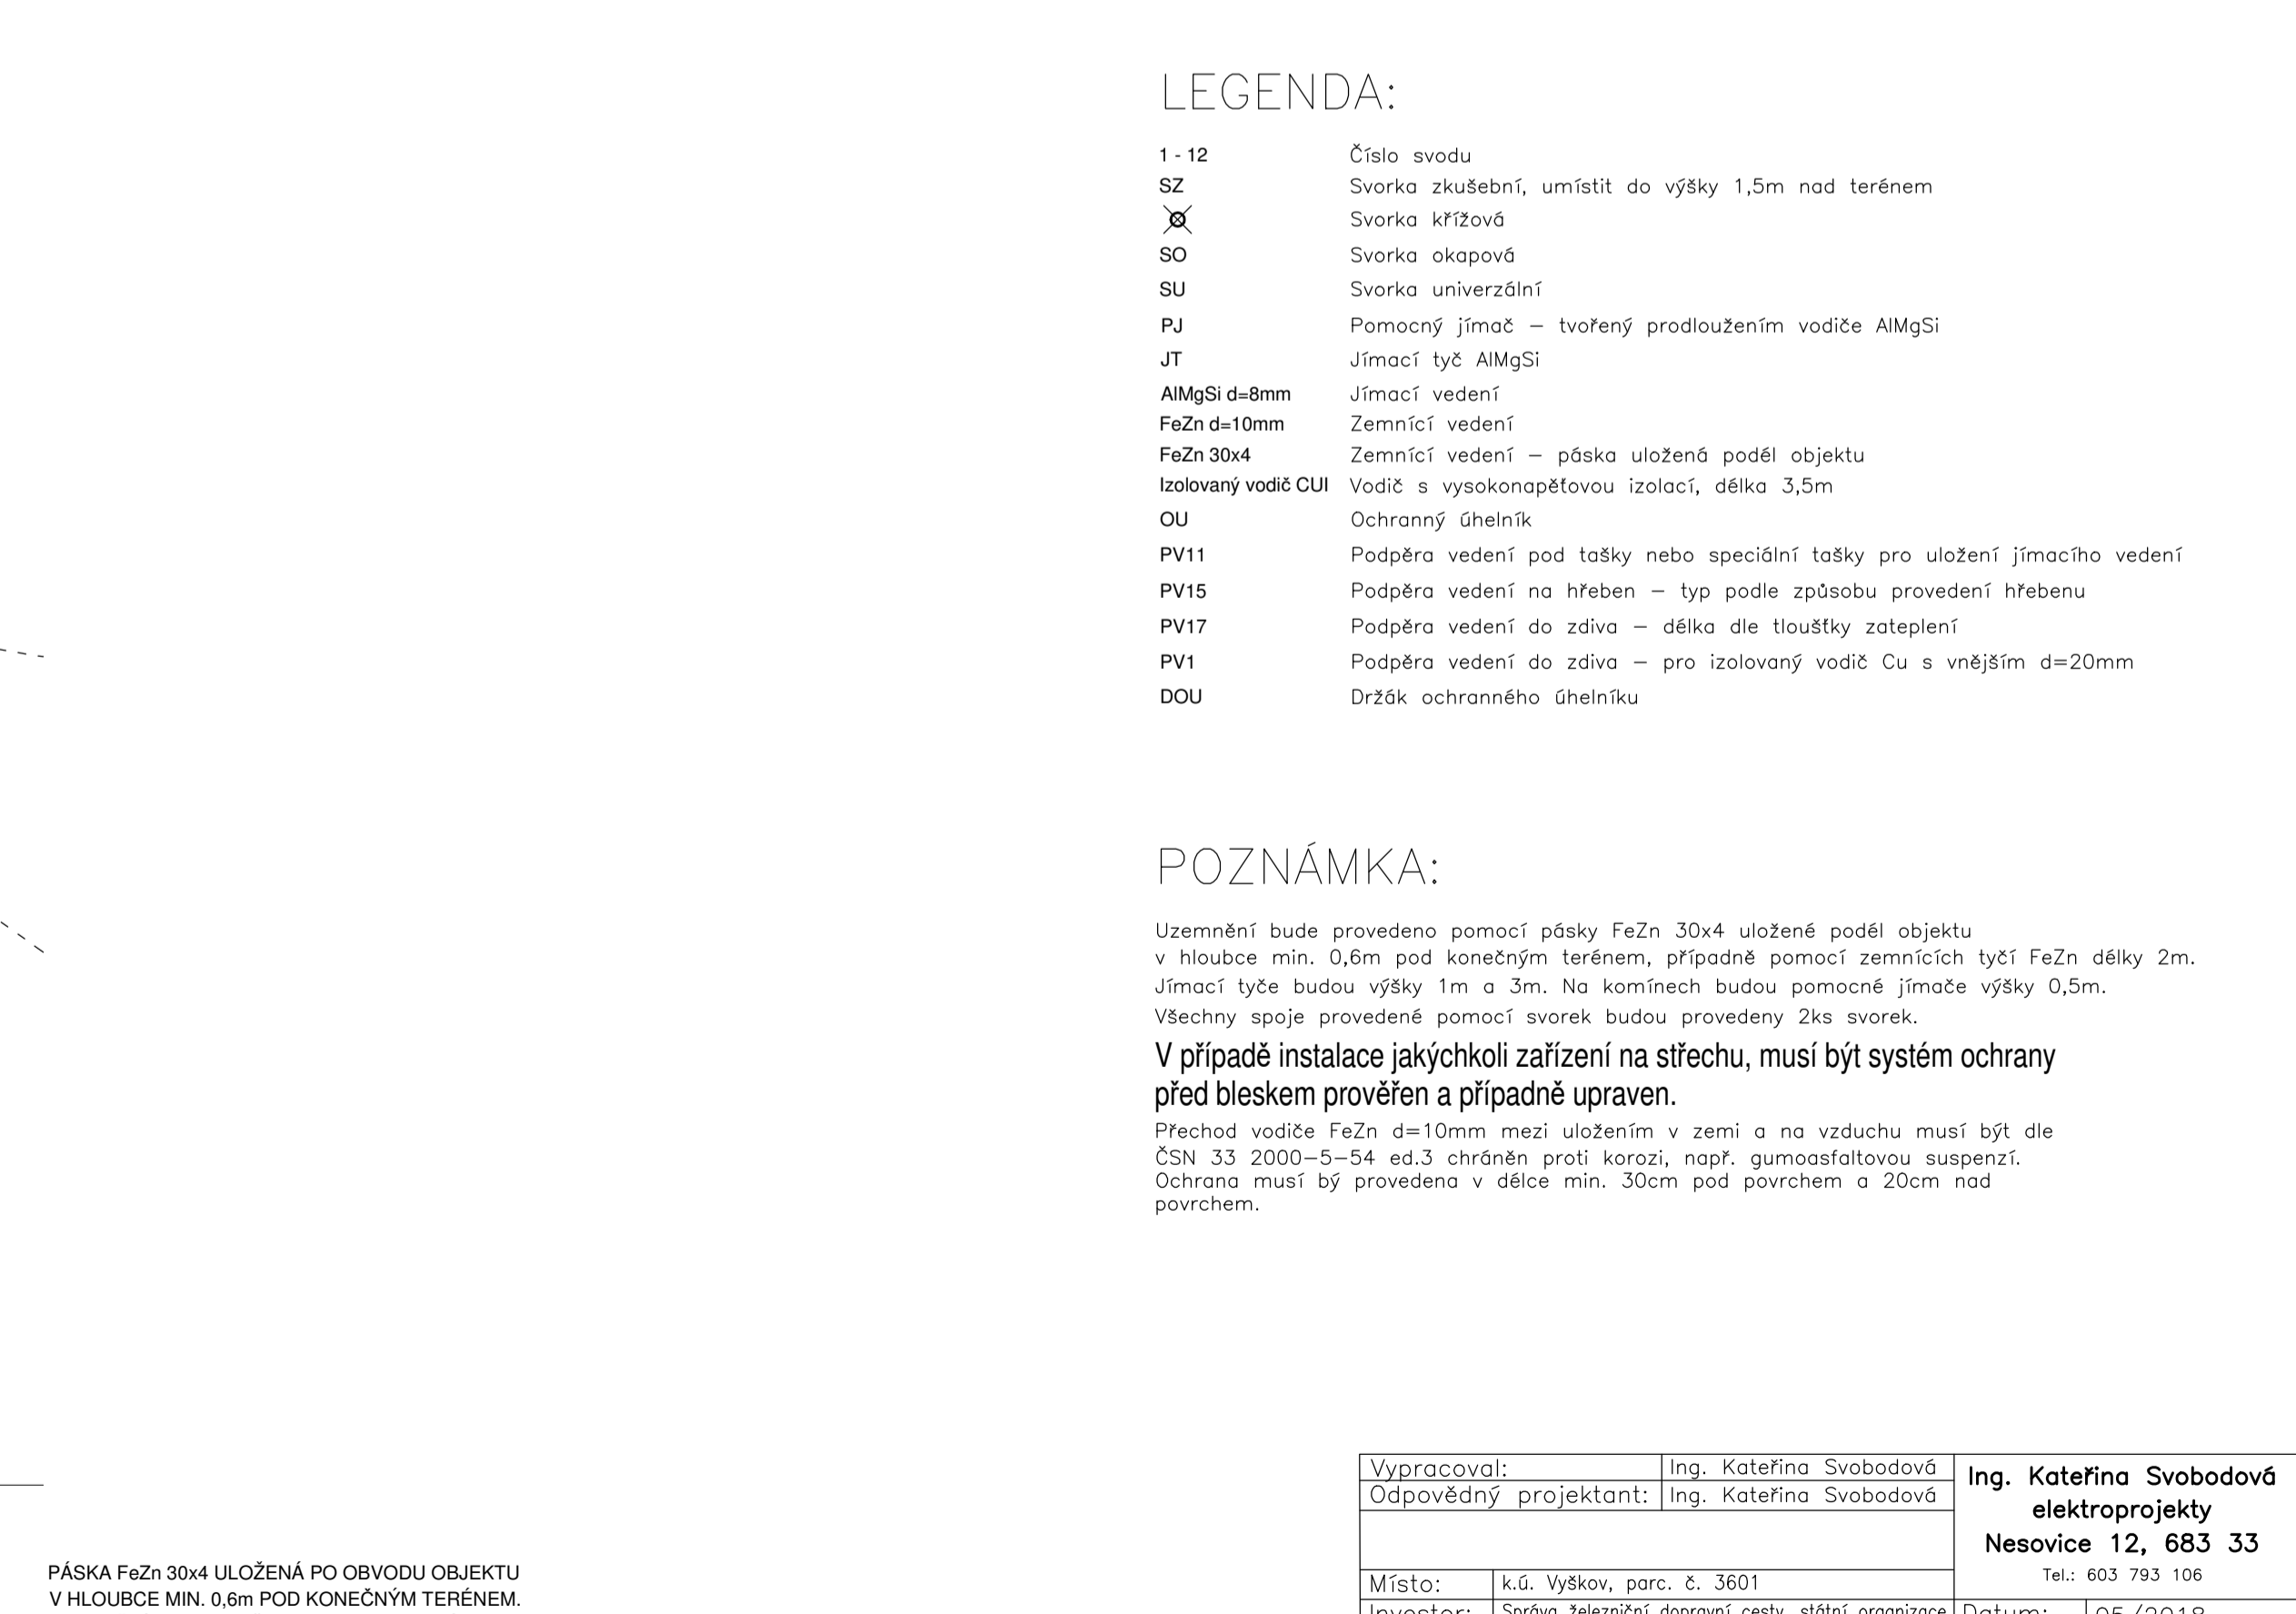 LEGENDA:
1 - 12 Číslo svodu
SZ Svorka zkušební, umístit do výšky 1,5m nad terénem
Svorka křížová
SO Svorka okapová
SU Svorka univerzální
PJ Pomocný jímač – tvořený prodloužením vodiče AlMgSi
JT Jímací tyč AlMgSi
AlMgSi d=8mm Jímací vedení
FeZn d=10mm Zemnící vedení
FeZn 30x4 Zemnící vedení – páska uložená podél objektu
Izolovaný vodič CUI Vodič s vysokonapěťovou izolací, délka 3,5m
OU Ochranný úhelník
PV11 Podpěra vedení pod tašky nebo speciální tašky pro uložení jímacího vedení
PV15 Podpěra vedení na hřeben – typ podle způsobu provedení hřebenu
PV17 Podpěra vedení do zdiva – délka dle tloušťky zateplení
PV1 Podpěra vedení do zdiva – pro izolovaný vodič Cu s vnějším d=20mm
DOU Držák ochranného úhelníku
POZNÁMKA:
Uzemnění bude provedeno pomocí pásky FeZn 30x4 uložené podél objektu
v hloubce min. 0,6m pod konečným terénem, případně pomocí zemnících tyčí FeZn délky 2m.
Jímací tyče budou výšky 1m a 3m. Na komínech budou pomocné jímače výšky 0,5m.
Všechny spoje provedené pomocí svorek budou provedeny 2ks svorek.
V případě instalace jakýchkoli zařízení na střechu, musí být systém ochrany
před bleskem prověřen a případně upraven.
Přechod vodiče FeZn d=10mm mezi uložením v zemi a na vzduchu musí být dle
ČSN 33 2000–5–54 ed.3 chráněn proti korozi, např. gumoasfaltovou suspenzí.
Ochrana musí bý provedena v délce min. 30cm pod povrchem a 20cm nad
povrchem.
PÁSKA FeZn 30x4 ULOŽENÁ PO OBVODU OBJEKTU
V HLOUBCE MIN. 0,6m POD KONEČNÝM TERÉNEM.
Vypracoval: Ing. Kateřina Svobodová
Odpovědný projektant: Ing. Kateřina Svobodová
Ing. Kateřina Svobodová
elektroprojekty
Nesovice 12, 683 33
Tel.: 603 793 106
Místo: k.ú. Vyškov, parc. č. 3601
Investor: Správa železniční dopravní cesty, státní organizace
Datum: 05/2018